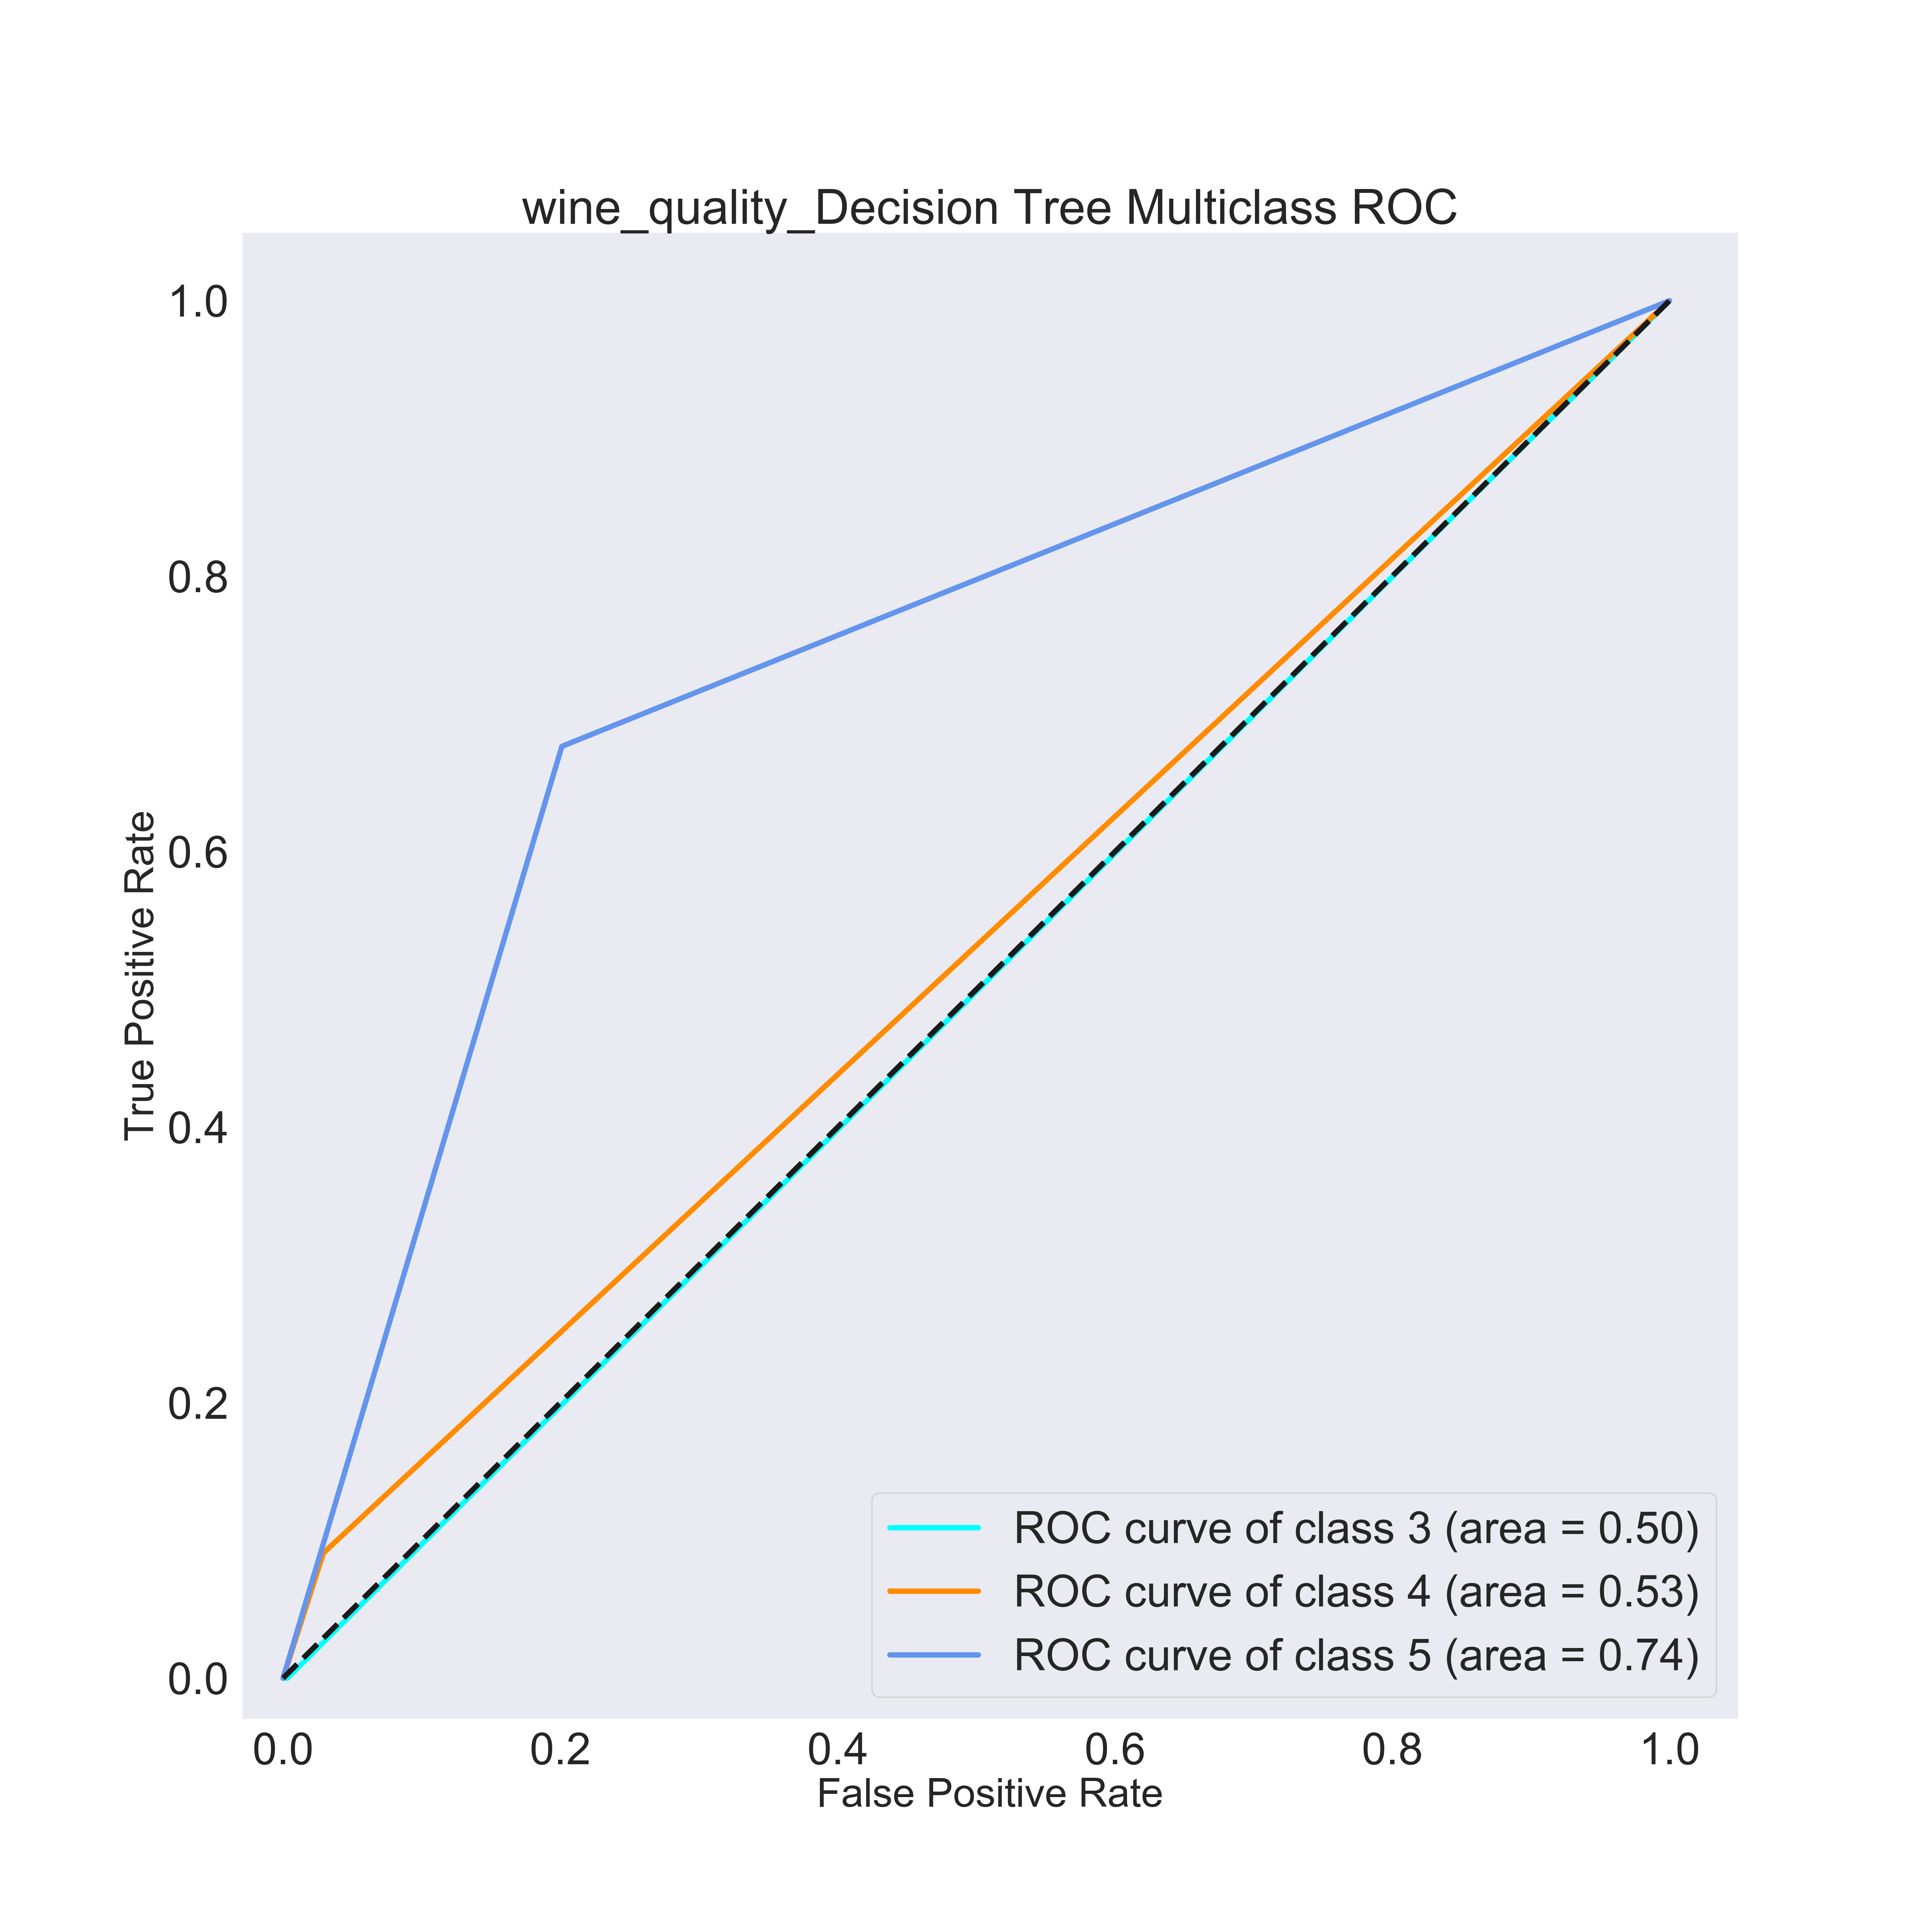 wine_quality_Decision Tree Multiclass ROC
True Positive Rate
1.0
0.8
0.6
0.4
0.2
0.0
ROC curve of class 3 (area = 0.50)
ROC curve of class 4 (area = 0.53)
ROC curve of class 5 (area = 0.74)
0.0 0.2 0.4 0.6 0.8 1.0
False Positive Rate